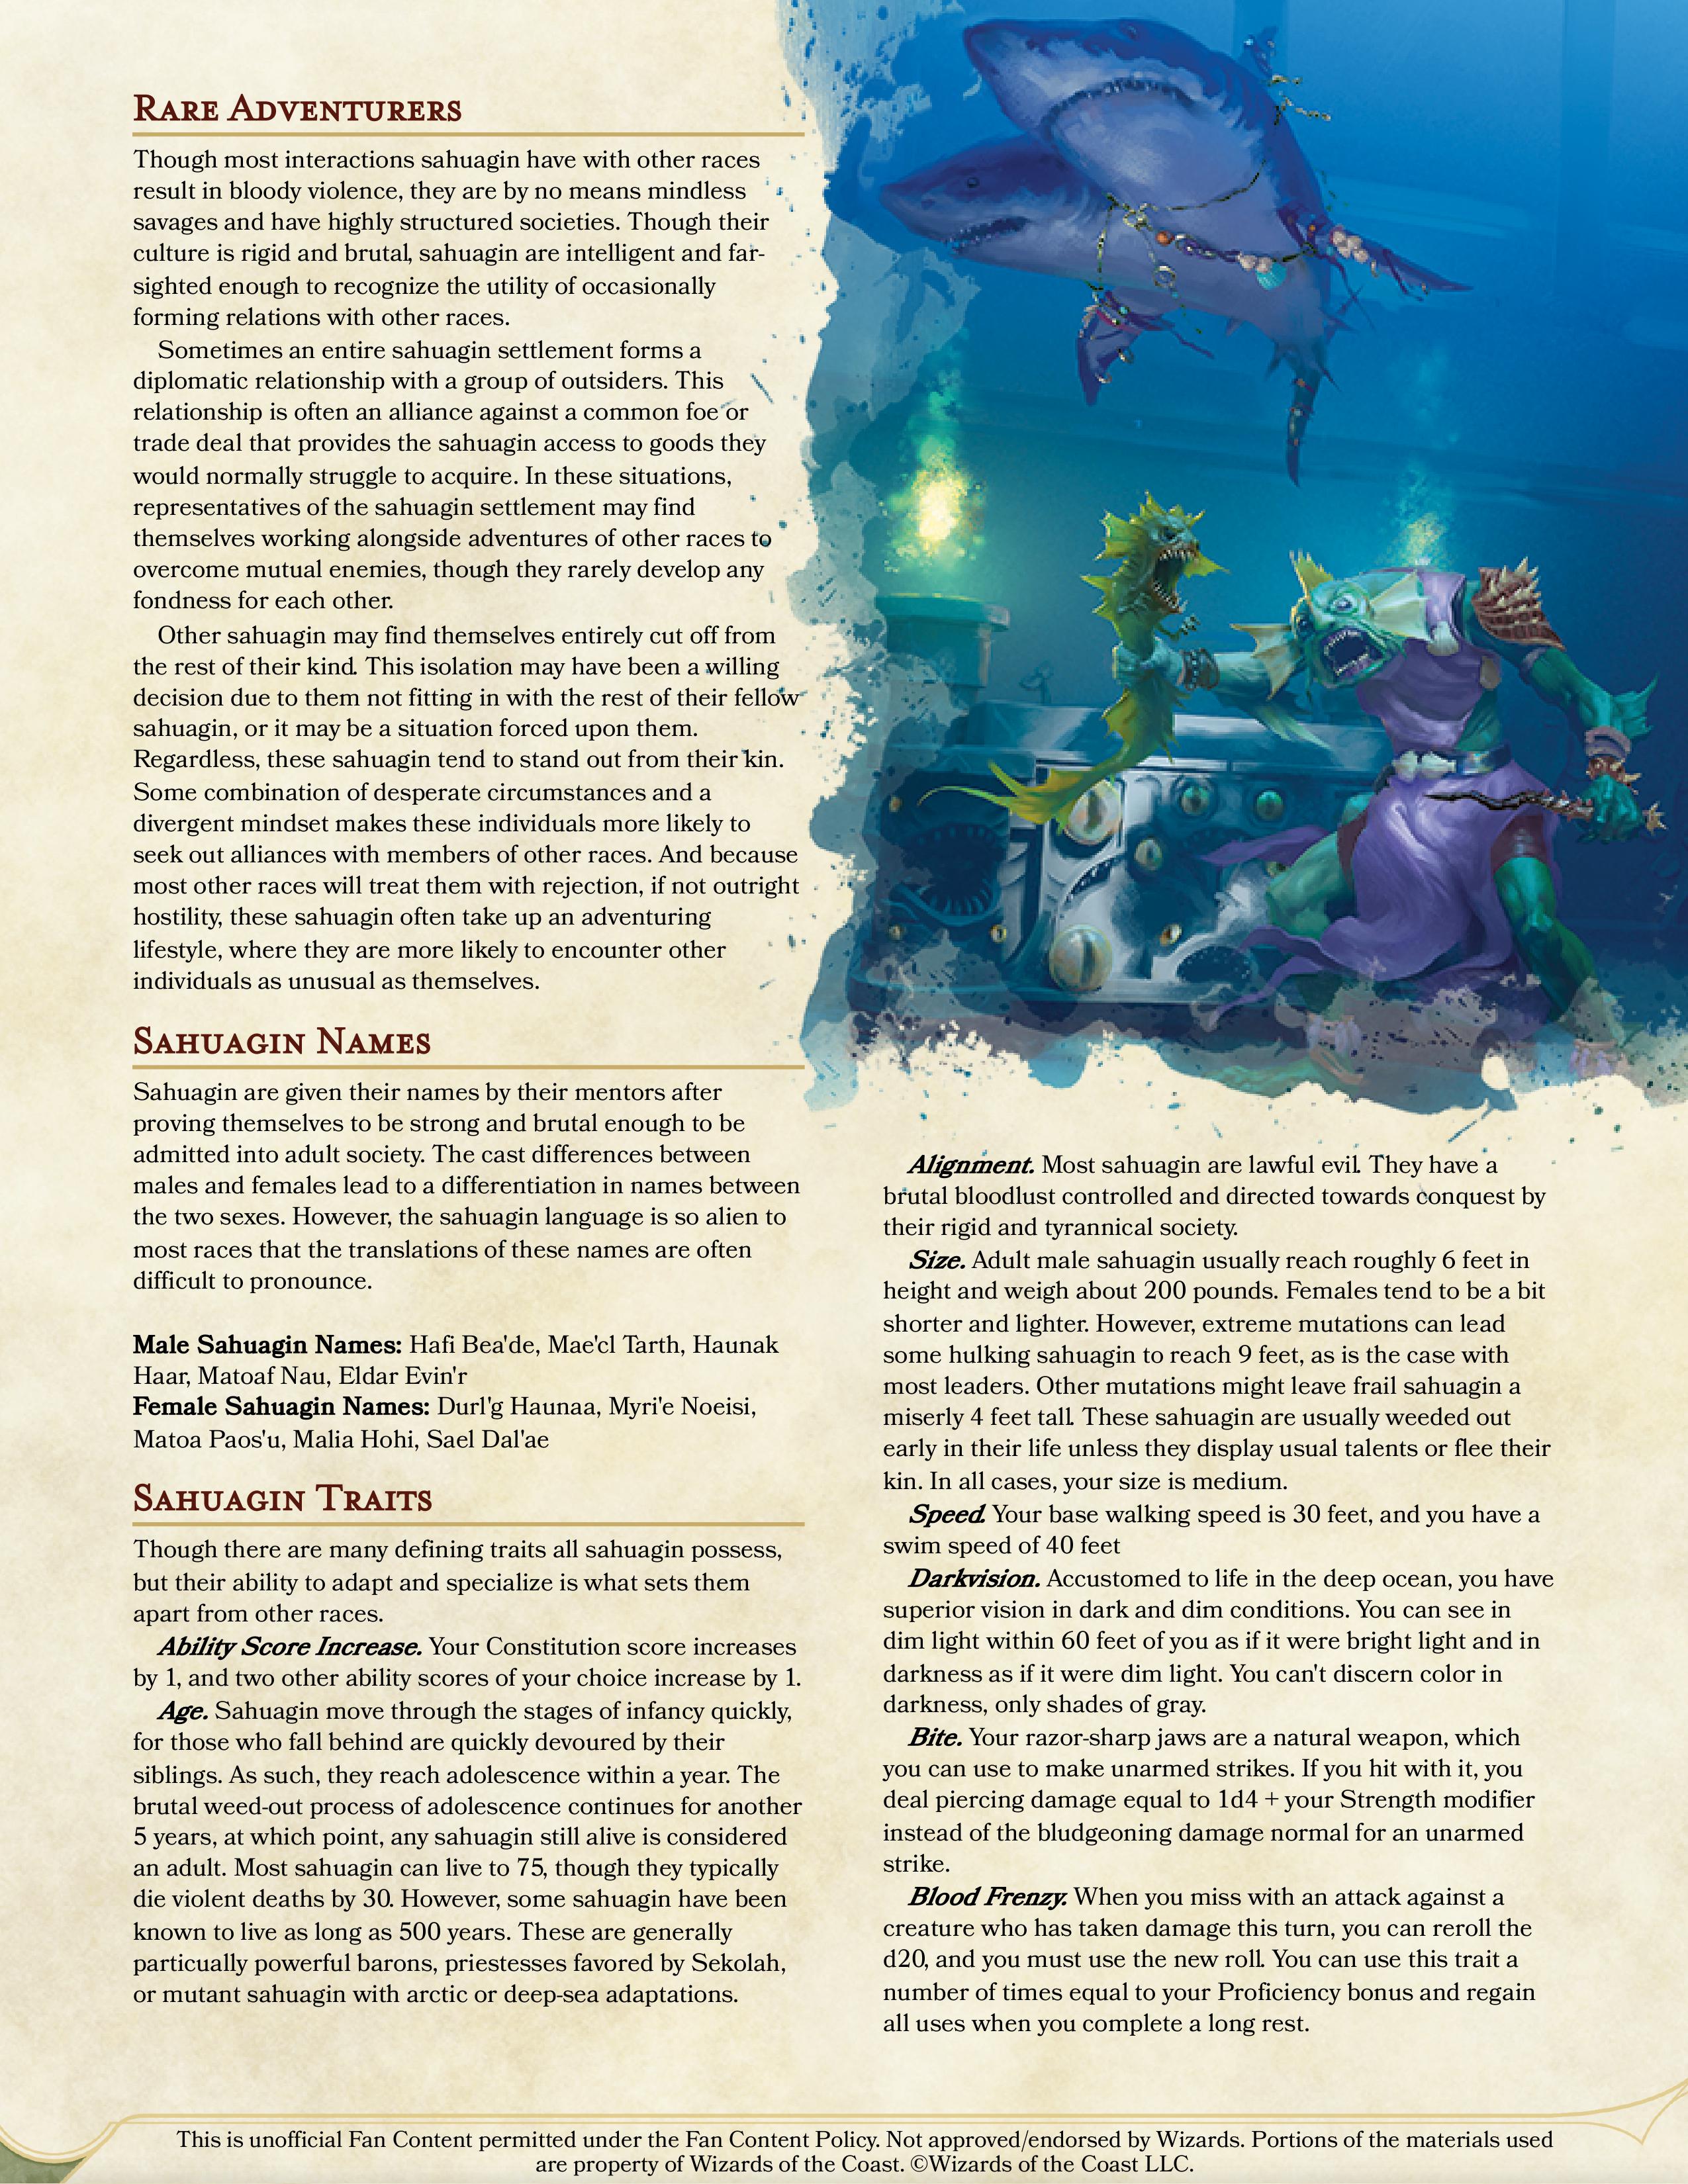 Rare Adventurers
Though most interactions sahuagin have with other races
result in bloody violence, they are by no means mindless
savages and have highly structured societies. Though their
culture is rigid and brutal, sahuagin are intelligent and far-
sighted enough to recognize the utility of occasionally
forming relations with other races.
Sometimes an entire sahuagin settlement forms a
diplomatic relationship with a group of outsiders. This
relationship is often an alliance against a common foe or
trade deal that provides the sahuagin access to goods they
would normally struggle to acquire. In these situations,
representatives of the sahuagin settlement may find
themselves working alongside adventures of other races to
overcome mutual enemies, though they rarely develop any
fondness for each other.
Other sahuagin may find themselves entirely cut off from
the rest of their kind. This isolation may have been a willing
decision due to them not fitting in with the rest of their fellow
sahuagin, or it may be a situation forced upon them.
Regardless, these sahuagin tend to stand out from their kin.
Some combination of desperate circumstances and a
divergent mindset makes these individuals more likely to
seek out alliances with members of other races. And because
most other races will treat them with rejection, if not outright
hostility, these sahuagin often take up an adventuring
lifestyle, where they are more likely to encounter other
individuals as unusual as themselves.
Sahuagin Names
Sahuagin are given their names by their mentors after
proving themselves to be strong and brutal enough to be
admitted into adult society. The cast differences between
males and females lead to a differentiation in names between
the two sexes. However, the sahuagin language is so alien to
most races that the translations of these names are often
difficult to pronounce.
Male Sahuagin Names: Hafi Bea'de, Mae'cl Tarth, Haunak
Haar, Matoaf Nau, Eldar Evin'r
Female Sahuagin Names: Durl'g Haunaa, Myri'e Noeisi,
Matoa Paos'u, Malia Hohi, Sael Dal'ae
Sahuagin Traits
Though there are many defining traits all sahuagin possess,
but their ability to adapt and specialize is what sets them
apart from other races.
Ability Score Increase. Your Constitution score increases
by 1, and two other ability scores of your choice increase by 1.
Age. Sahuagin move through the stages of infancy quickly,
for those who fall behind are quickly devoured by their
siblings. As such, they reach adolescence within a year. The
brutal weed-out process of adolescence continues for another
5 years, at which point, any sahuagin still alive is considered
an adult. Most sahuagin can live to 75, though they typically
die violent deaths by 30. However, some sahuagin have been
known to live as long as 500 years. These are generally
particually powerful barons, priestesses favored by Sekolah,
or mutant sahuagin with arctic or deep-sea adaptations.
Alignment. Most sahuagin are lawful evil. They have a
brutal bloodlust controlled and directed towards conquest by
their rigid and tyrannical society.
Size. Adult male sahuagin usually reach roughly 6 feet in
height and weigh about 200 pounds. Females tend to be a bit
shorter and lighter. However, extreme mutations can lead
some hulking sahuagin to reach 9 feet, as is the case with
most leaders. Other mutations might leave frail sahuagin a
miserly 4 feet tall. These sahuagin are usually weeded out
early in their life unless they display usual talents or flee their
kin. In all cases, your size is medium.
Speed. Your base walking speed is 30 feet, and you have a
swim speed of 40 feet
Darkvision. Accustomed to life in the deep ocean, you have
superior vision in dark and dim conditions. You can see in
dim light within 60 feet of you as if it were bright light and in
darkness as if it were dim light. You can't discern color in
darkness, only shades of gray.
Bite. Your razor-sharp jaws are a natural weapon, which
you can use to make unarmed strikes. If you hit with it, you
deal piercing damage equal to 1d4 + your Strength modifier
instead of the bludgeoning damage normal for an unarmed
strike.
Blood Frenzy. When you miss with an attack against a
creature who has taken damage this turn, you can reroll the
d20, and you must use the new roll. You can use this trait a
number of times equal to your Proficiency bonus and regain
all uses when you complete a long rest.
This is unofficial Fan Content permitted under the Fan Content Policy. Not approved/endorsed by Wizards. Portions of the materials used
are property of Wizards of the Coast. ©Wizards of the Coast LLC.